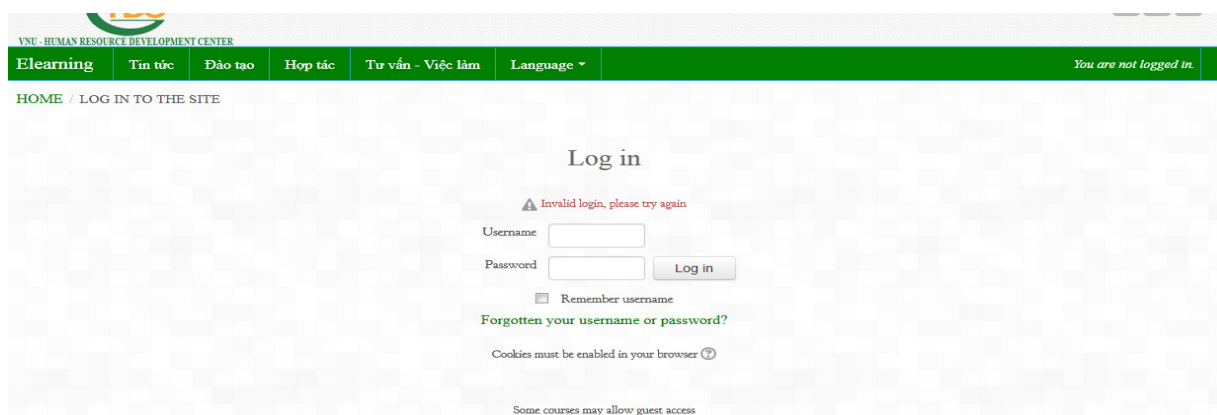 VNU - HUMAN RESOURCE DEVELOPMENT CENTER
Elearning Tin tức Đào tạo Hợp tác Tư vấn - Việc làm Language You are not logged in.
HOME / LOG IN TO THE SITE
Log in
Invalid login, please try again
Username
Password Log in
Remember username
Forgotten your username or password?
Cookies must be enabled in your browser ?
Some courses may allow guest access